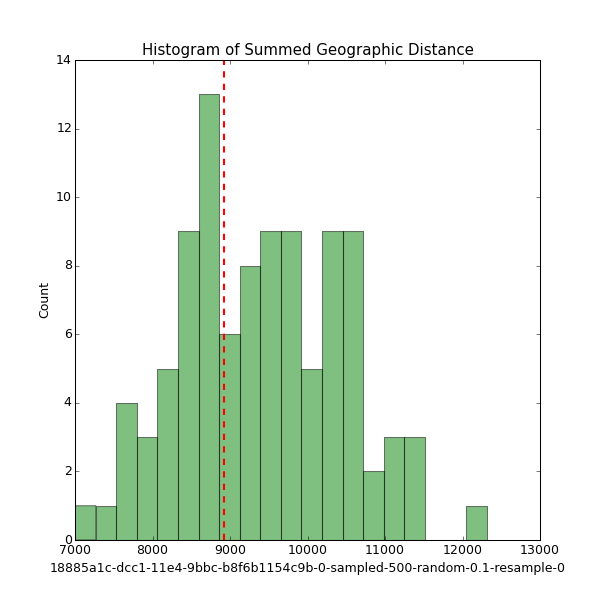 Histogram of Summed Geographic Distance
14
12
10
8
6
4
2
0
Count
7000 8000 9000 10000 11000 12000 13000
18885a1c-dcc1-11e4-9bbc-b8f6b1154c9b-0-sampled-500-random-0.1-resample-0